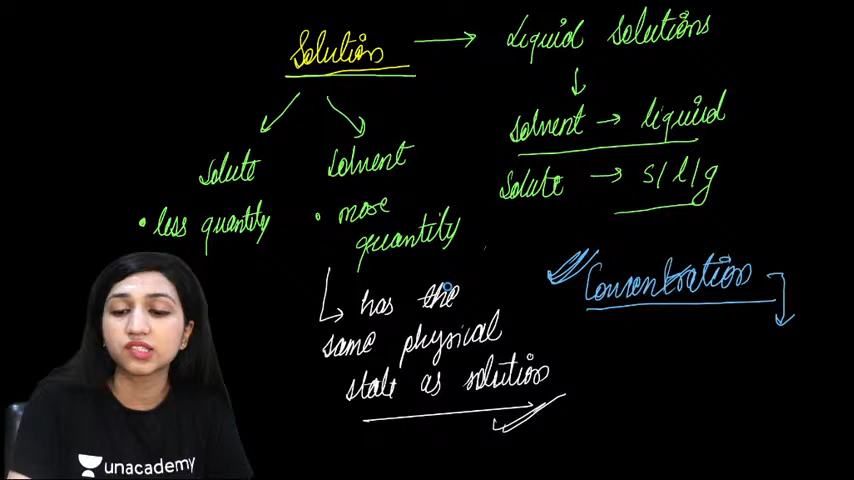 Solution → Liquid solutions
↓
solvent → liquid
solute → s/l/g
solute
• less quantity
solvent
• more
quantity
↳ has the
same physical
state as solution
Concentration
unacademy